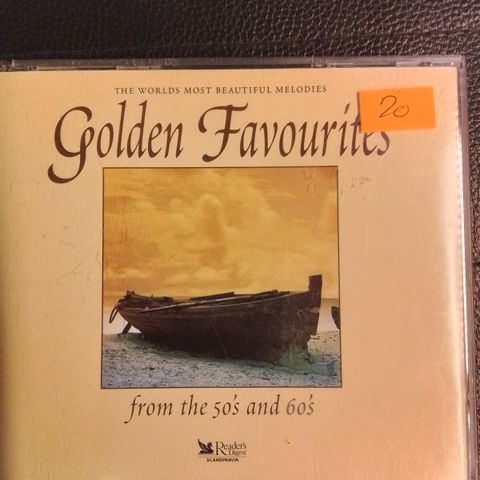 THE WORLDS MOST BEAUTIFUL MELODIES
Golden Favourites
20
from the 50's and 60's
Reader's
Digest
SCANDINAVIA